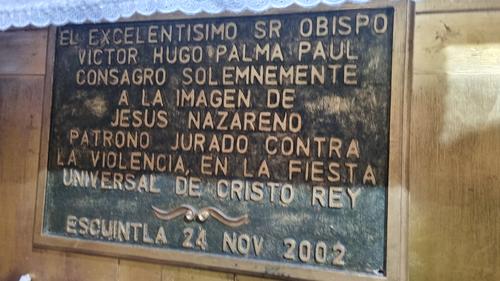 EL EXCELENTISIMO SR OBISPO
VICTOR HUGO PALMA PAUL
CONSAGRO SOLEMNEMENTE
A LA IMAGEN DE
JESUS NAZARENO
PATRONO JURADO CONTRA
LA VIOLENCIA, EN LA FIESTA
UNIVERSAL DE CRISTO REY
ESCUINTLA 24 NOV 2002